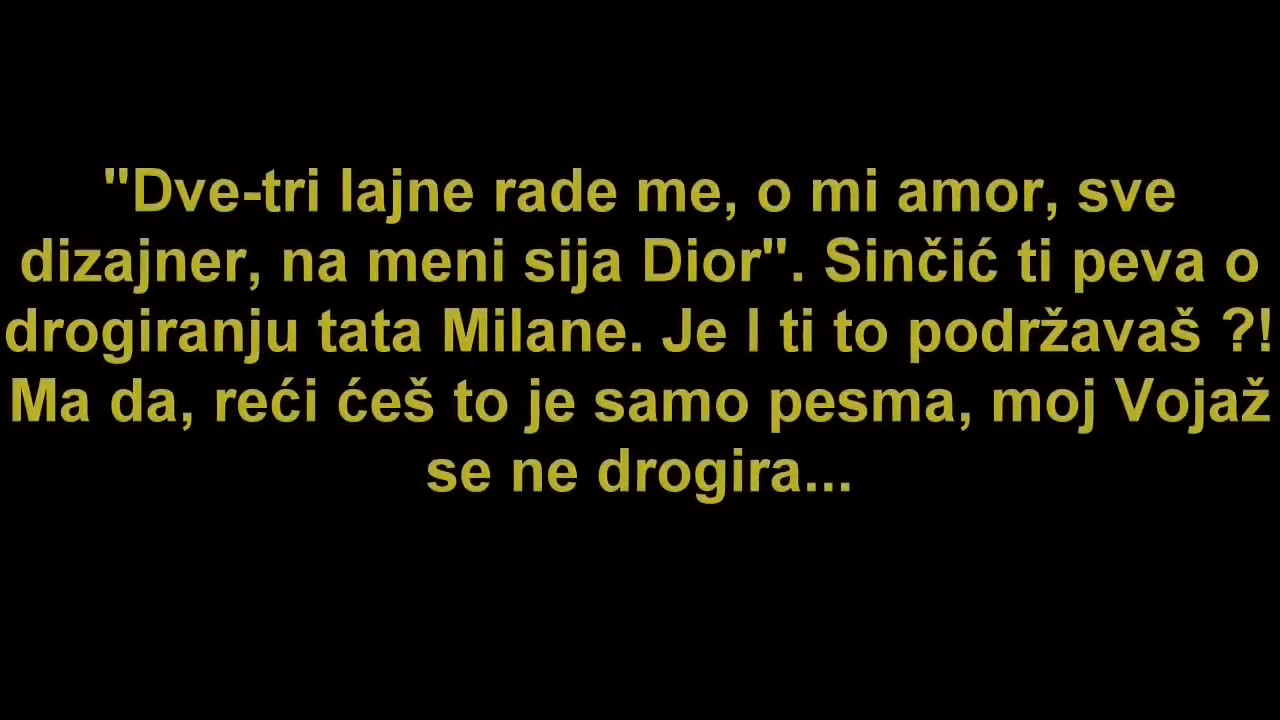 "Dve-tri lajne rade me, o mi amor, sve
dizajner, na meni sija Dior". Sinčić ti peva o
drogiranju tata Milane. Je l ti to podržavaš ?!
Ma da, reći ćeš to je samo pesma, moj Vojaž
se ne drogira...